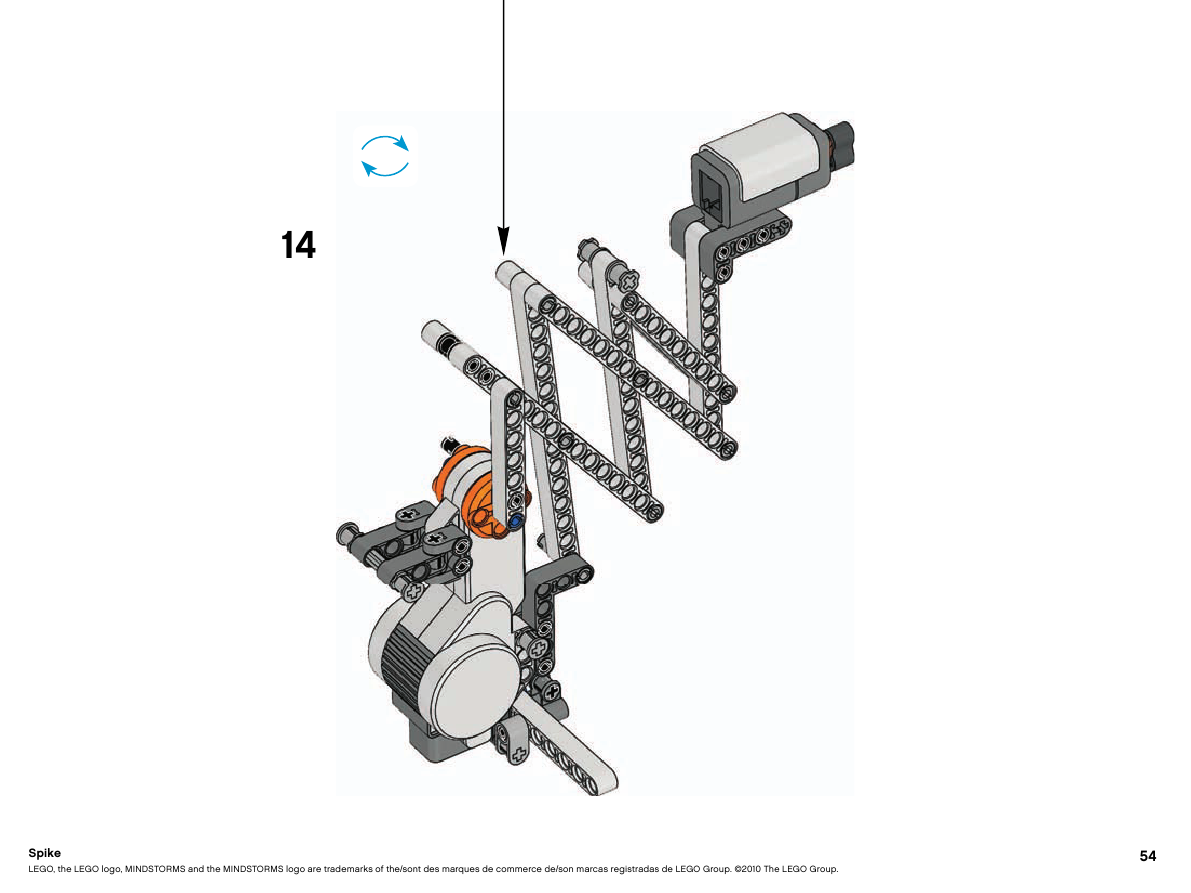 14
Spike
LEGO, the LEGO logo, MINDSTORMS and the MINDSTORMS logo are trademarks of the/sont des marques de commerce de/son marcas registradas de LEGO Group. ©2010 The LEGO Group.
54